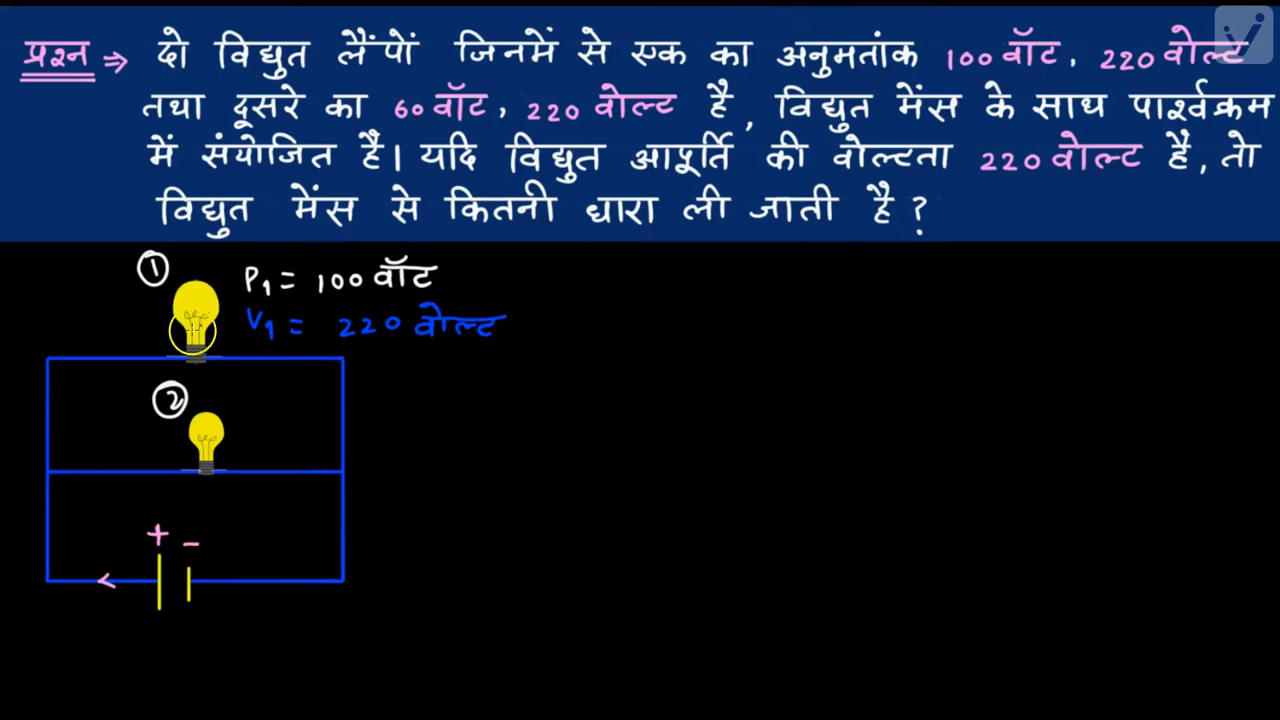 प्रश्न ⇒ दो विद्युत लैंपों जिनमें से एक का अनुमतांक 100 वॉट, 220 वोल्ट
तथा दूसरे का 60 वॉट, 220 वोल्ट है, विद्युत मेंस के साथ पार्श्वक्रम
में संयोजित है। यदि विद्युत आपूर्ति की वोल्टता 220 वोल्ट है, तो
विद्युत मेंस से कितनी धारा ली जाती है ?
① P₁ = 100 वॉट
V₁ = 220 वोल्ट
②
+ -